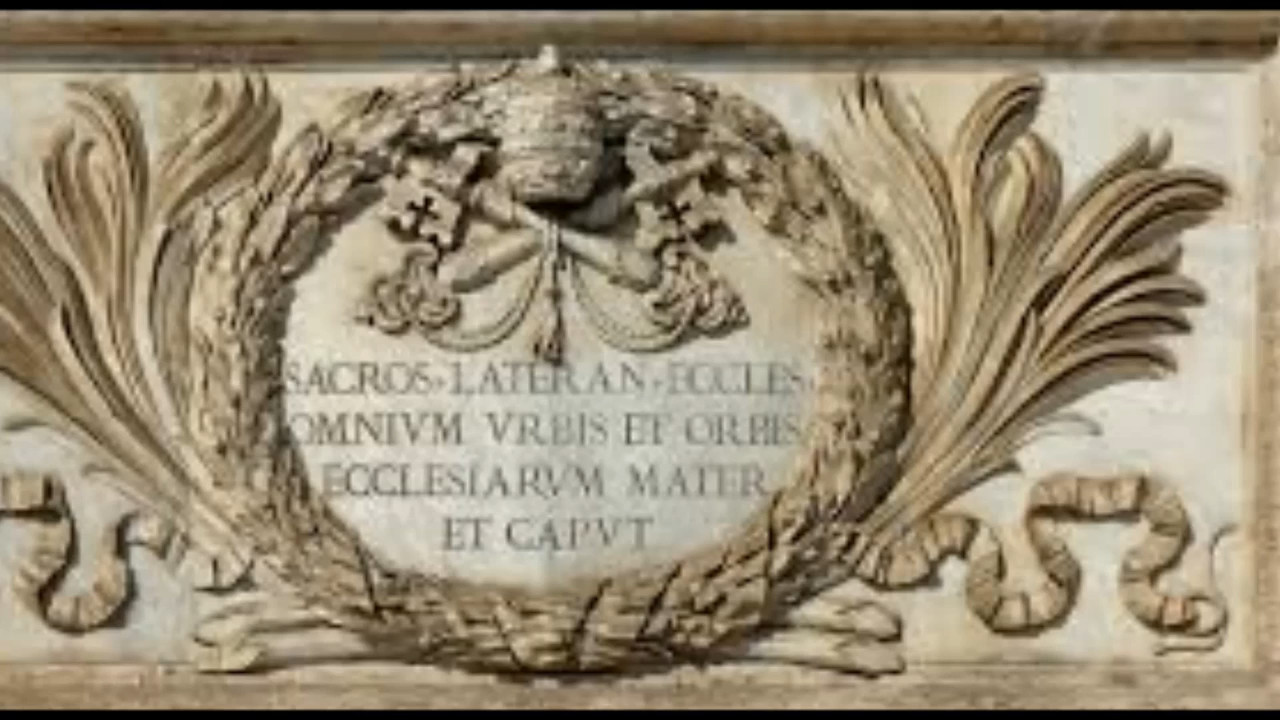 SACROS · LATERAN · ECCLES ·
OMNIVM VRBIS ET ORBIS
ECCLESIARVM MATER
ET CAPVT